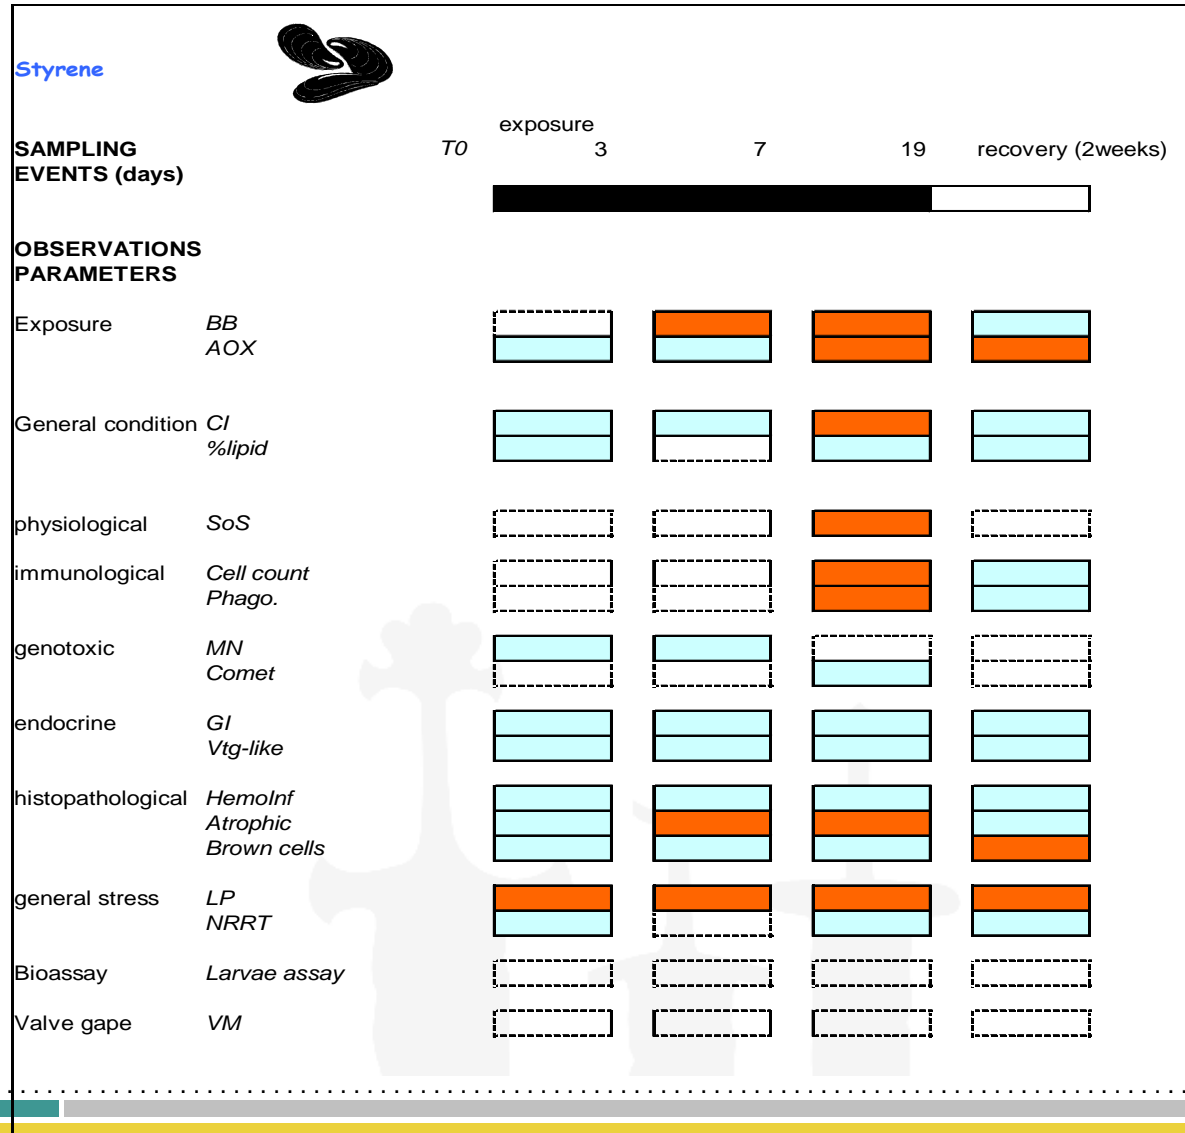 Styrene
exposure
SAMPLING T0 3 7 19 recovery (2weeks)
EVENTS (days)
OBSERVATIONS
PARAMETERS
Exposure BB
AOX
General condition CI
%lipid
physiological SoS
immunological Cell count
Phago.
genotoxic MN
Comet
endocrine GI
Vtg-like
histopathological HemoInf
Atrophic
Brown cells
general stress LP
NRRT
Bioassay Larvae assay
Valve gape VM